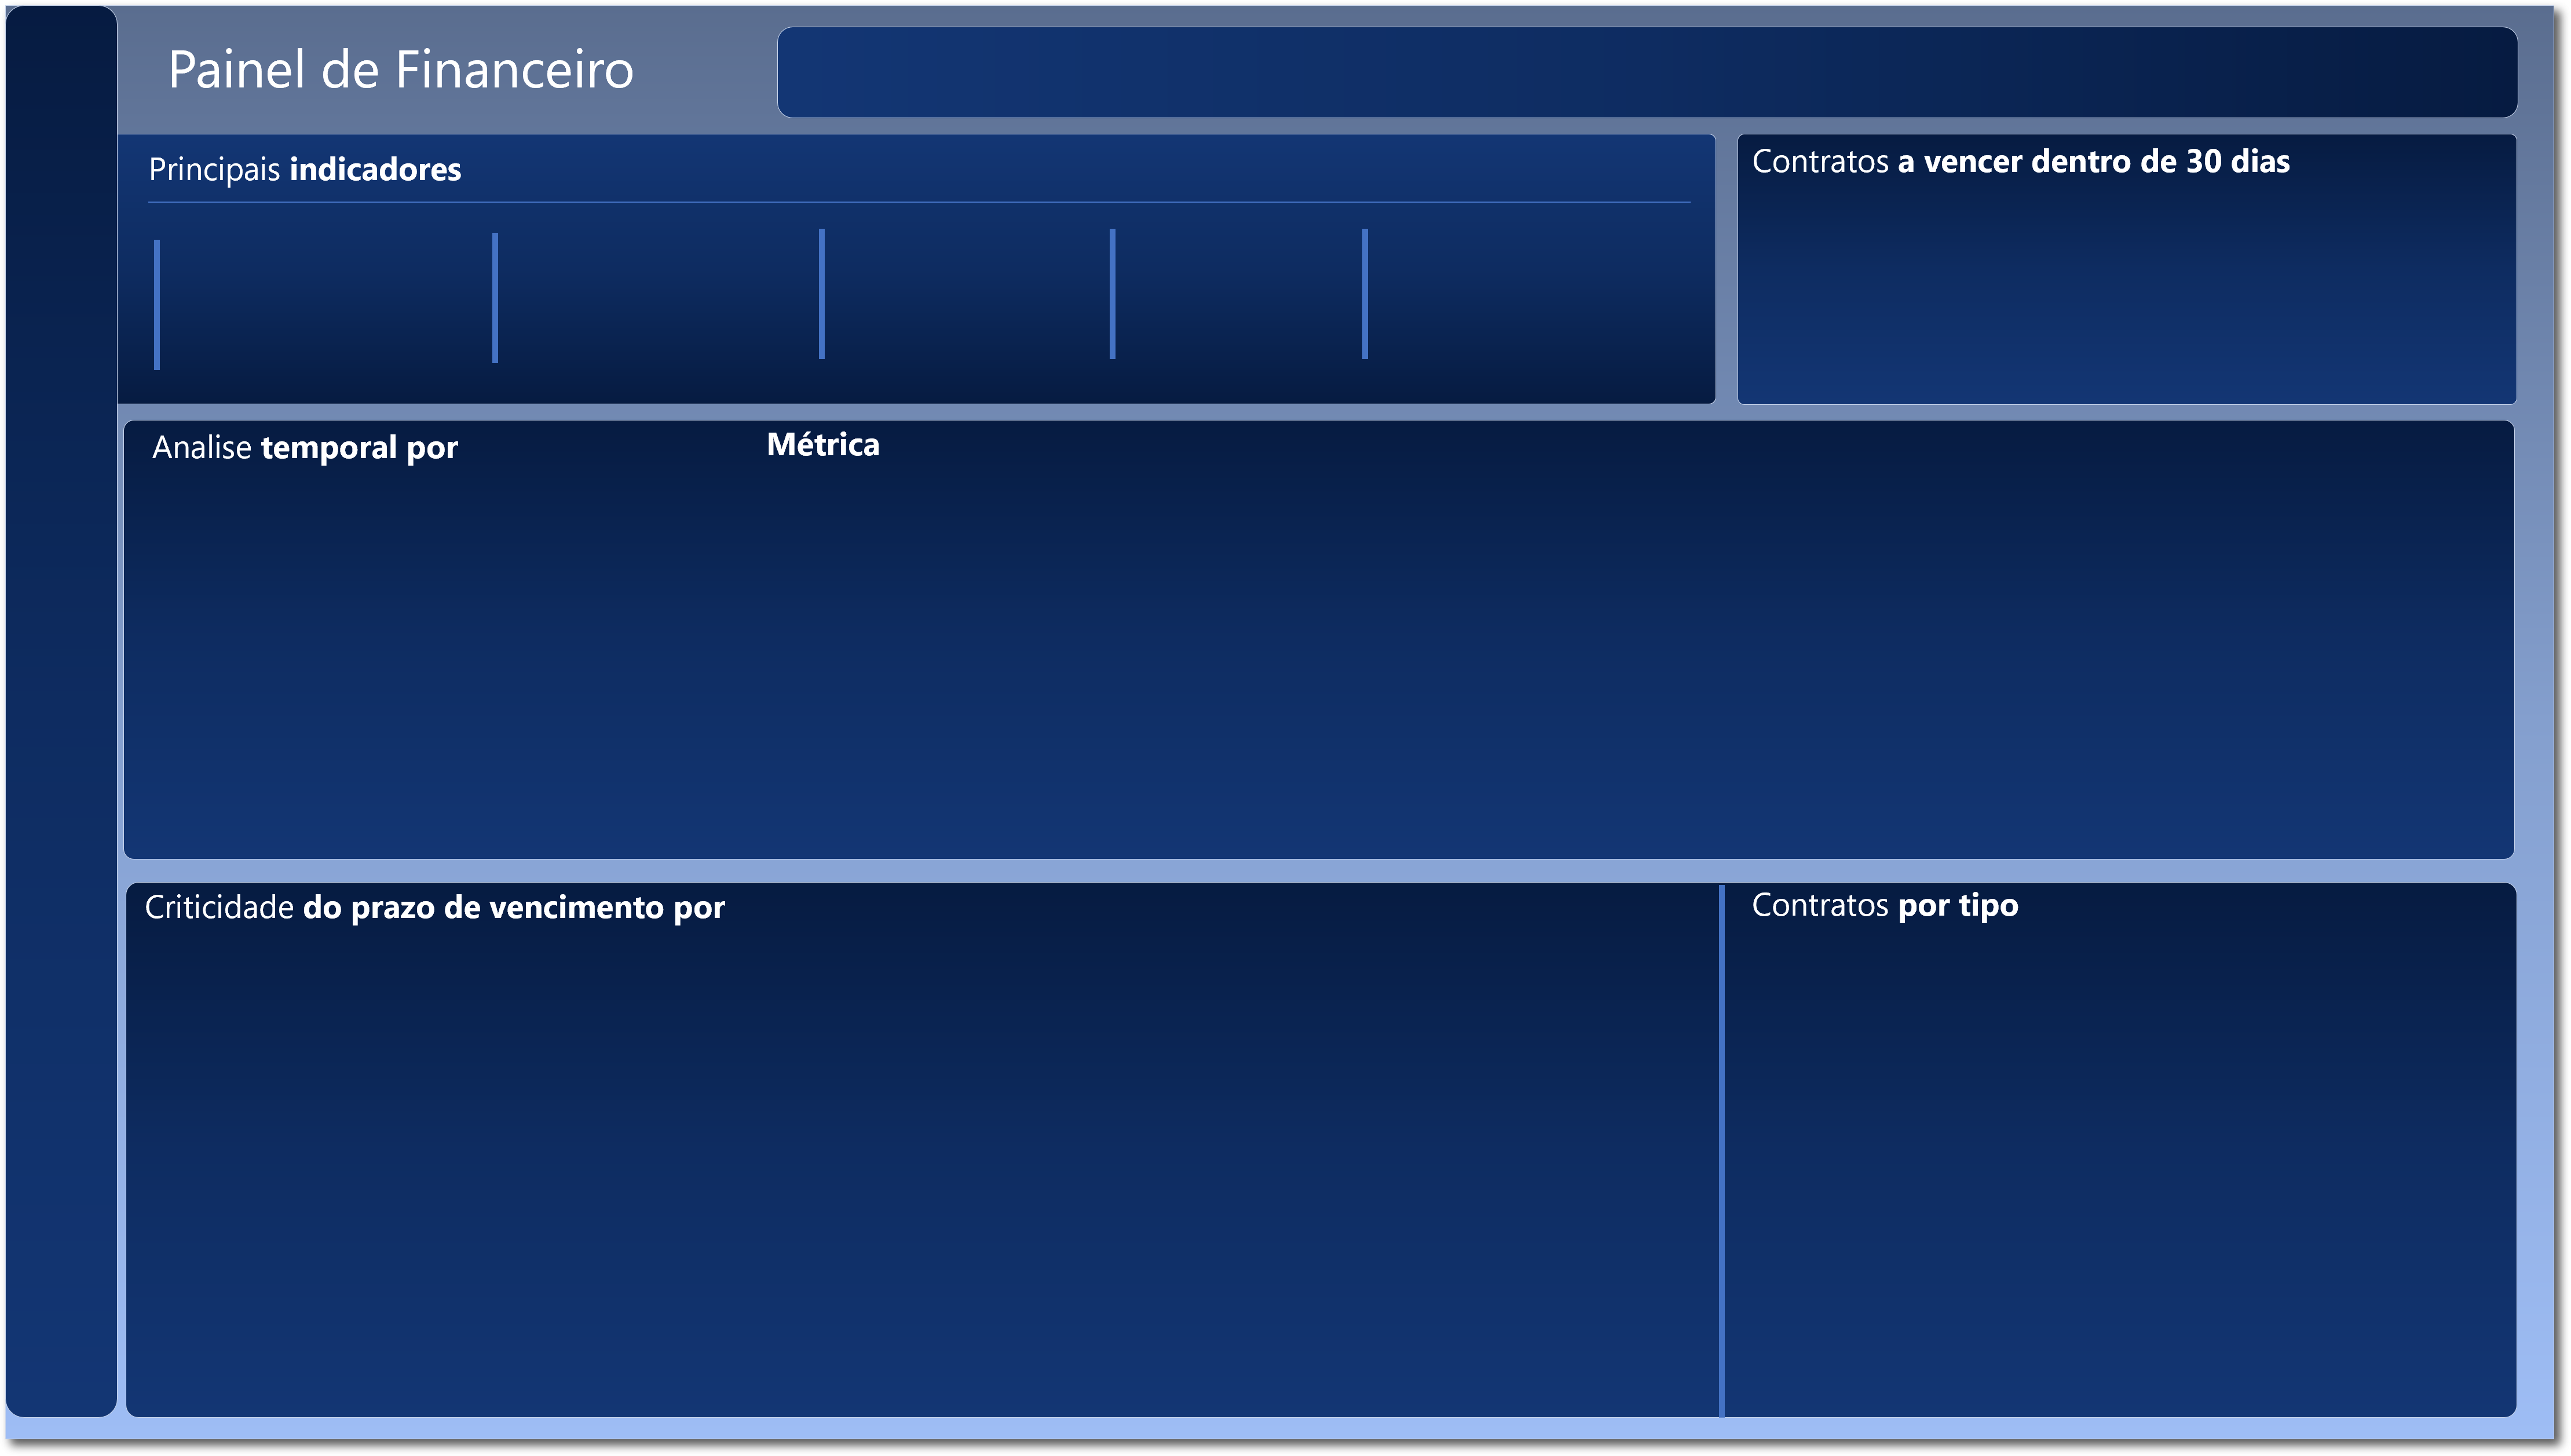 Painel de Financeiro
Principais indicadores
Contratos a vencer dentro de 30 dias
Analise temporal por
Métrica
Criticidade do prazo de vencimento por
Contratos por tipo